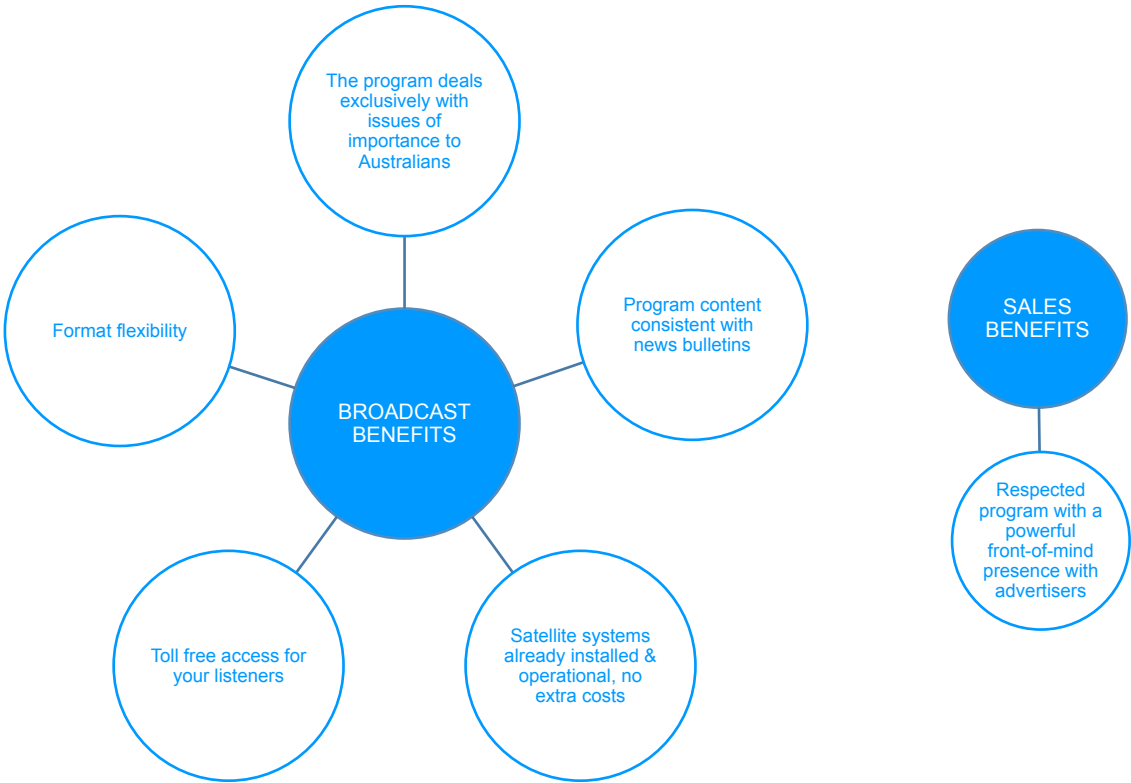 The program deals
exclusively with
issues of
importance to
Australians
Format flexibility
Program content
consistent with
news bulletins
BROADCAST
BENEFITS
Toll free access for
your listeners
Satellite systems
already installed &
operational, no
extra costs
SALES
BENEFITS
Respected
program with a
powerful
front-of-mind
presence with
advertisers